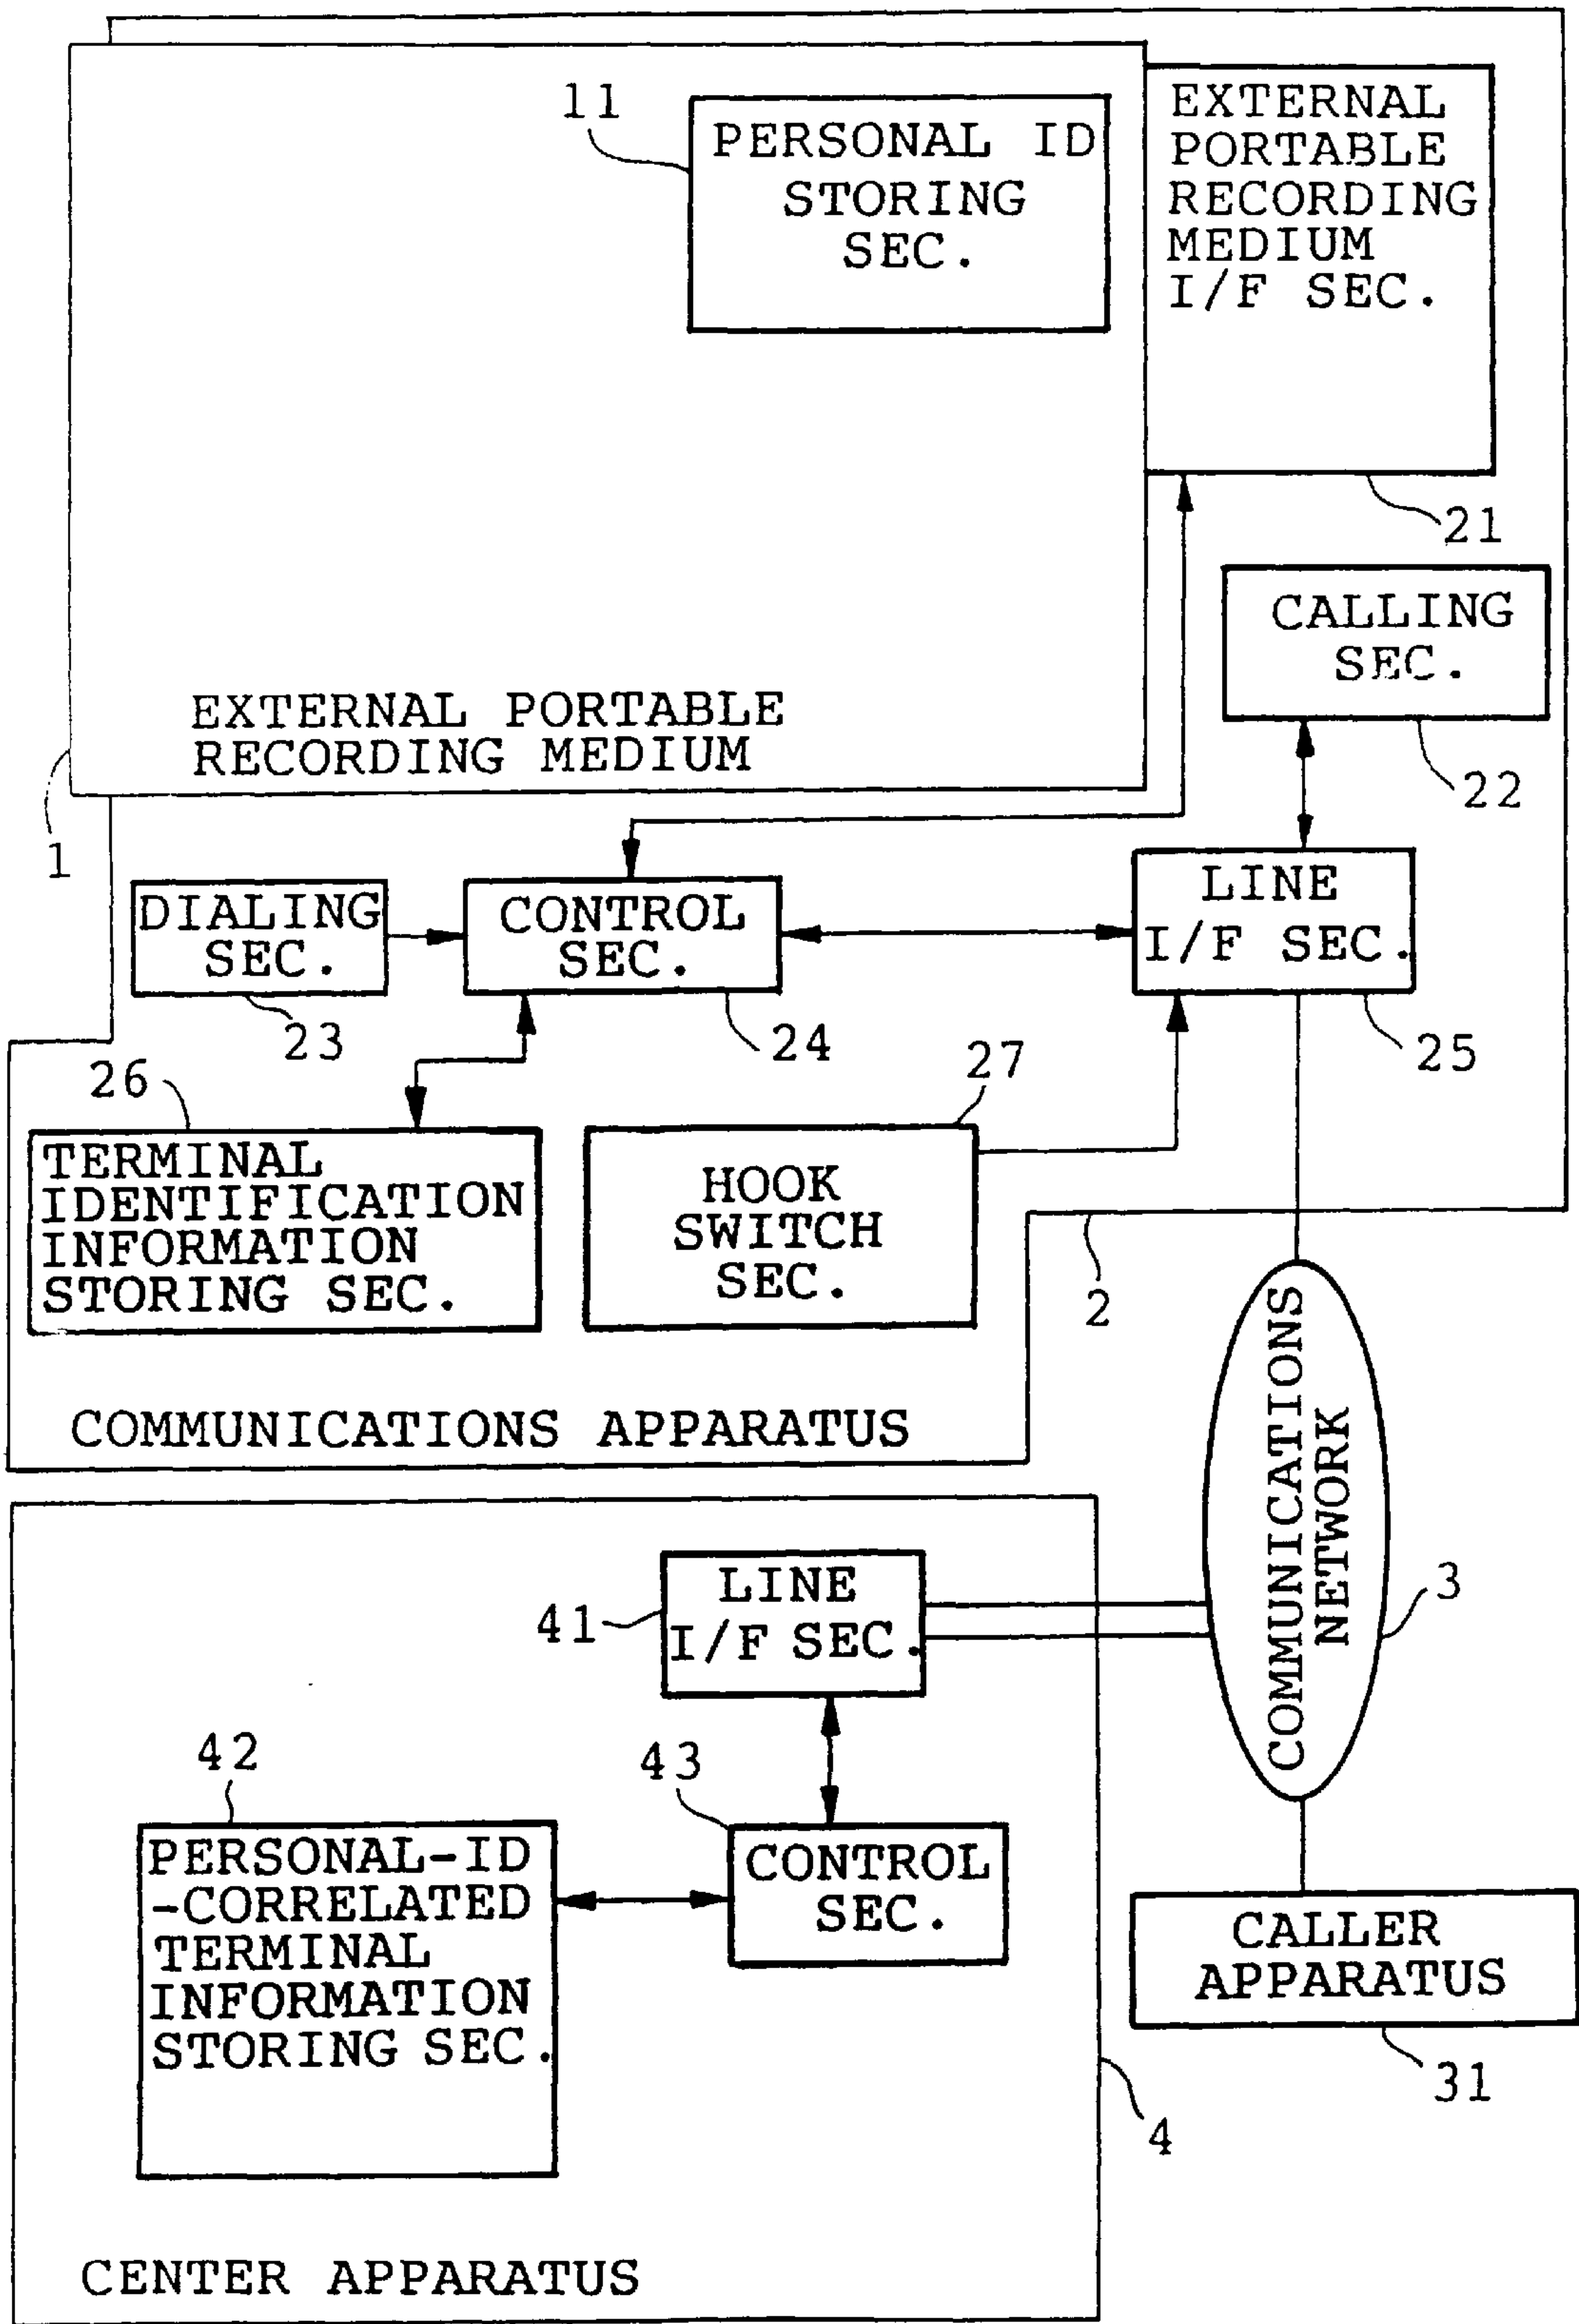 11
PERSONAL ID
STORING
SEC.
EXTERNAL
PORTABLE
RECORDING
MEDIUM
I/F SEC.
21
CALLING
SEC.
22
EXTERNAL PORTABLE
RECORDING MEDIUM
1
DIALING
SEC.
23
CONTROL
SEC.
24
LINE
I/F SEC.
25
26
TERMINAL
IDENTIFICATION
INFORMATION
STORING SEC.
27
HOOK
SWITCH
SEC.
2
COMMUNICATIONS APPARATUS
COMMUNICATIONS
NETWORK
3
41
LINE
I/F SEC.
42
PERSONAL-ID
-CORRELATED
TERMINAL
INFORMATION
STORING SEC.
43
CONTROL
SEC.
CALLER
APPARATUS
31
4
CENTER APPARATUS